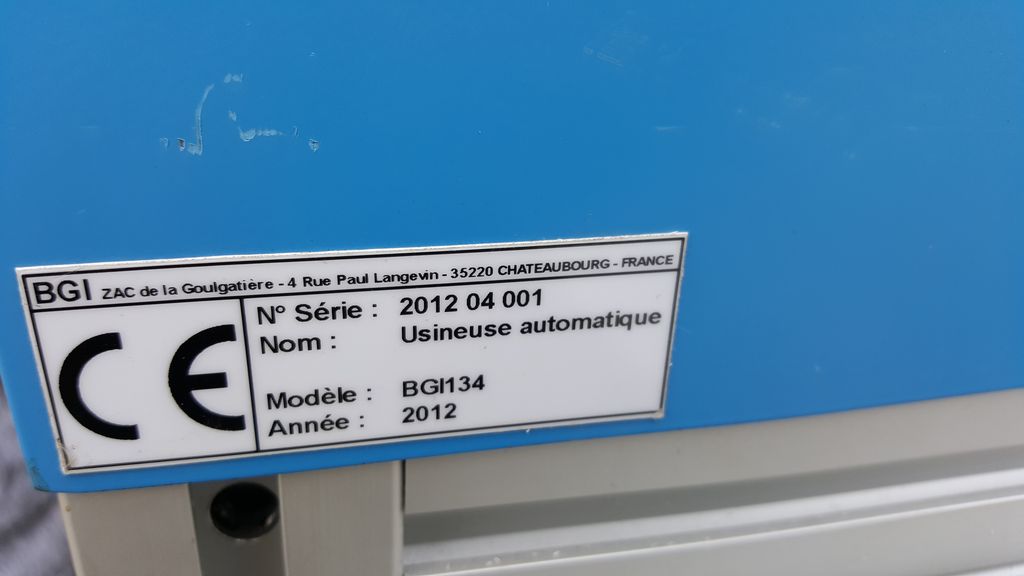 BGI ZAC de la Goulgatière - 4 Rue Paul Langevin - 35220 CHATEAUBOURG - FRANCE
CE
N° Série : 2012 04 001
Nom : Usineuse automatique
Modèle : BGI134
Année : 2012